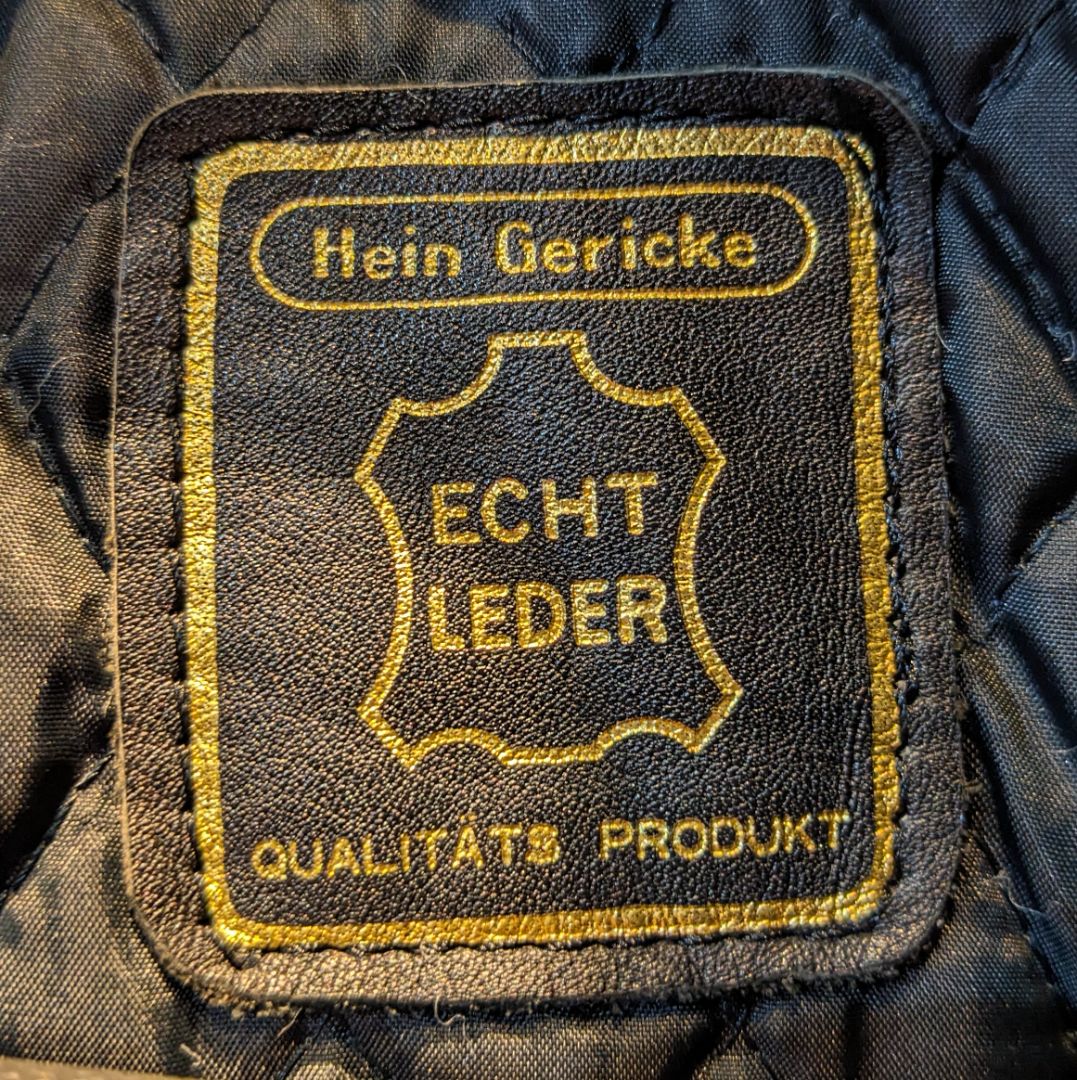 Hein Gericke
ECHT
LEDER
QUALITÄTS PRODUKT